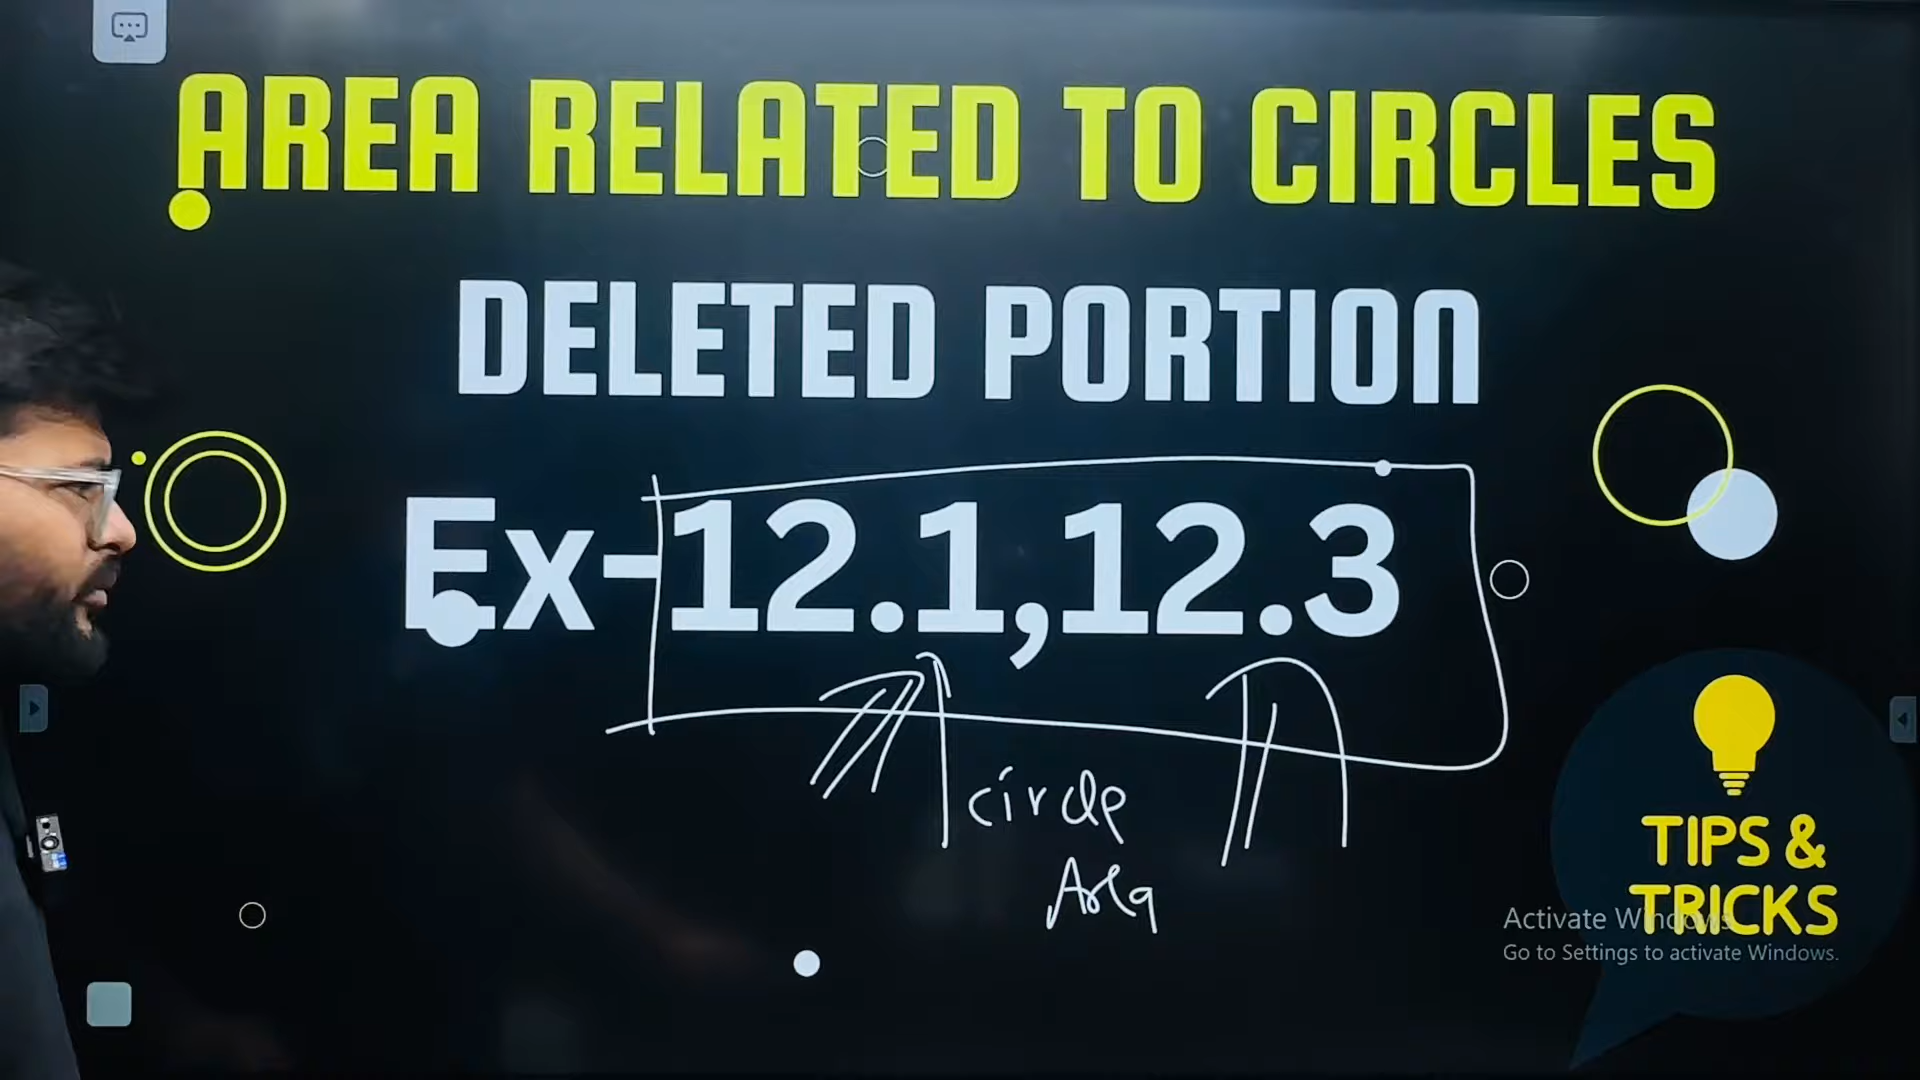 AREA RELATED TO CIRCLES
DELETED PORTION
Ex-12.1,12.3
circle
Area
TIPS &
TRICKS
Activate Windows
Go to Settings to activate Windows.